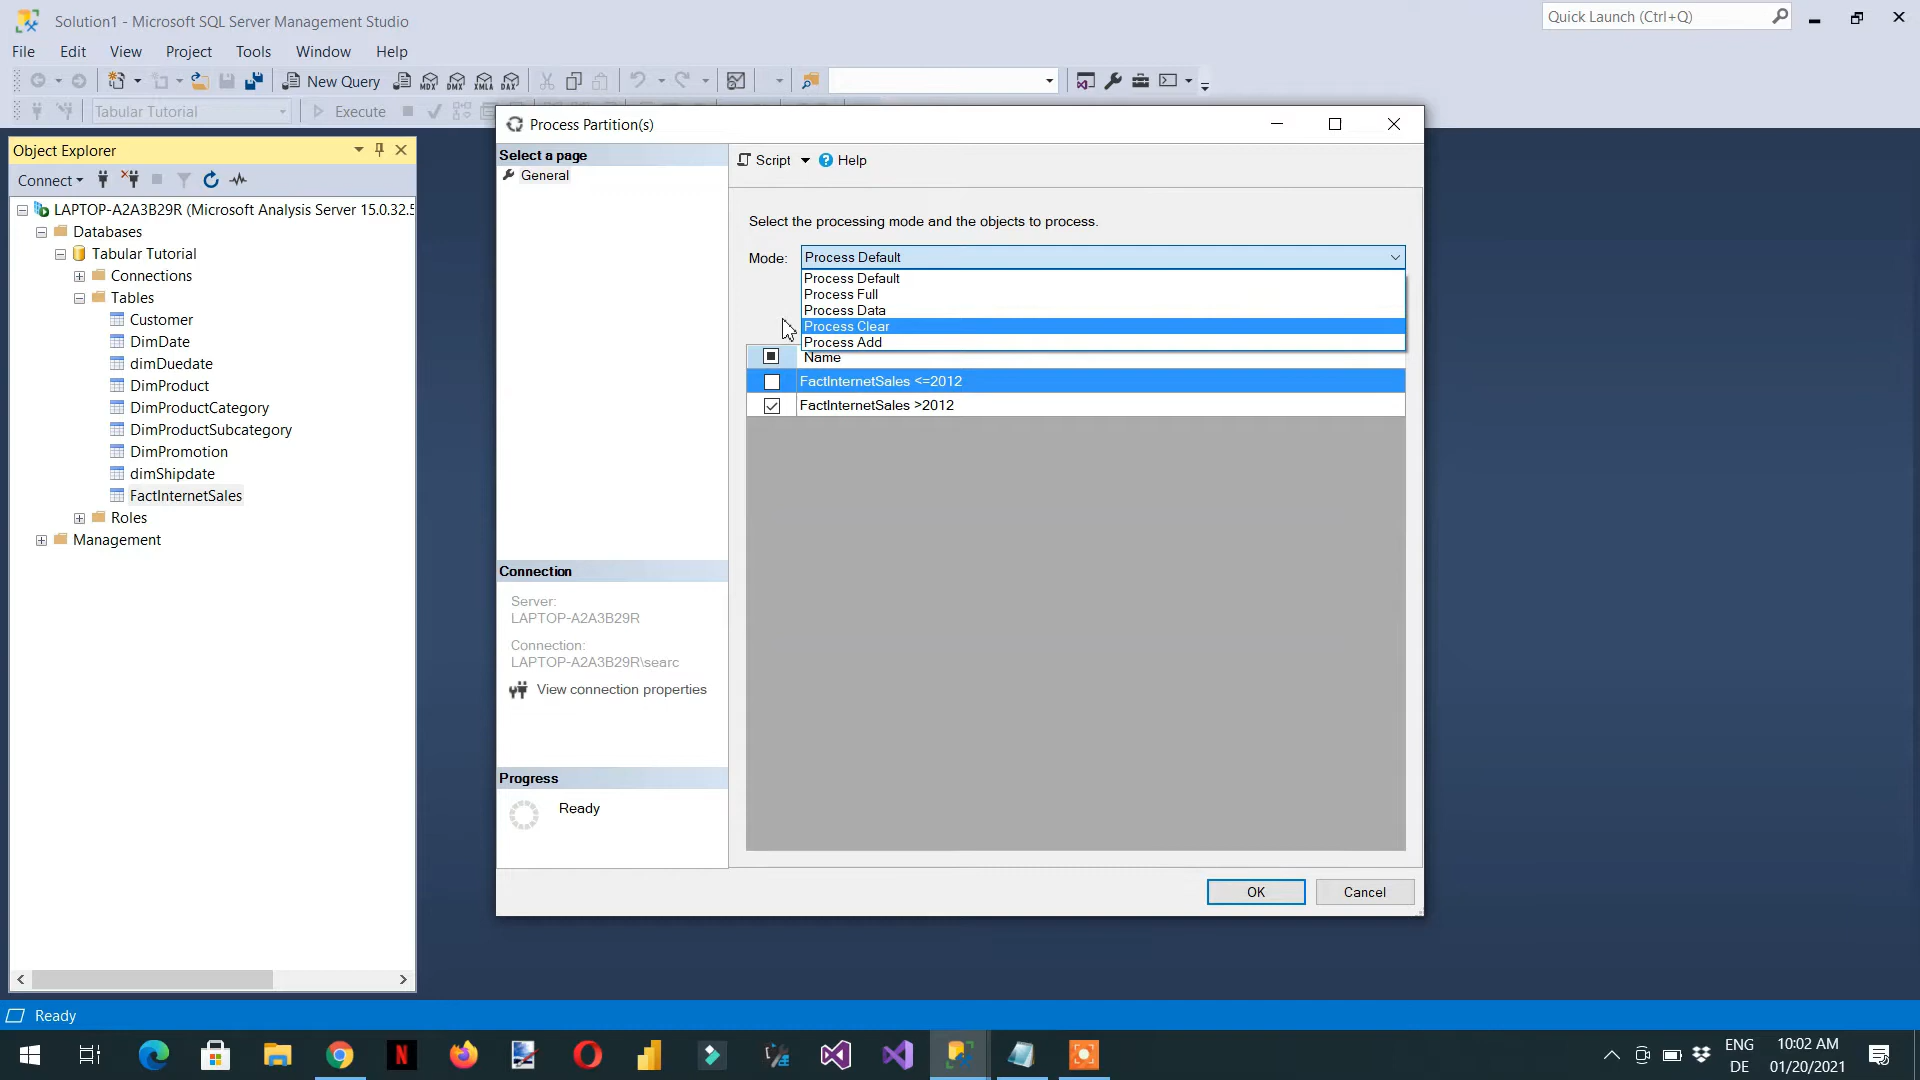 Solution1 - Microsoft SQL Server Management Studio
Quick Launch (Ctrl+Q)
File Edit View Project Tools Window Help
New Query
MDX DMX XMLA DAX
Tabular Tutorial
Execute
Object Explorer
Connect
LAPTOP-A2A3B29R (Microsoft Analysis Server 15.0.32.5
Databases
Tabular Tutorial
Connections
Tables
Customer
DimDate
dimDuedate
DimProduct
DimProductCategory
DimProductSubcategory
DimPromotion
dimShipdate
FactInternetSales
Roles
Management
Process Partition(s)
Select a page
General
Script
Help
Select the processing mode and the objects to process.
Mode:
Process Default
Process Default
Process Full
Process Data
Process Clear
Process Add
Name
FactInternetSales <=2012
FactInternetSales >2012
Connection
Server:
LAPTOP-A2A3B29R
Connection:
LAPTOP-A2A3B29R\searc
View connection properties
Progress
Ready
OK
Cancel
Ready
N
ENG
DE
10:02 AM
01/20/2021